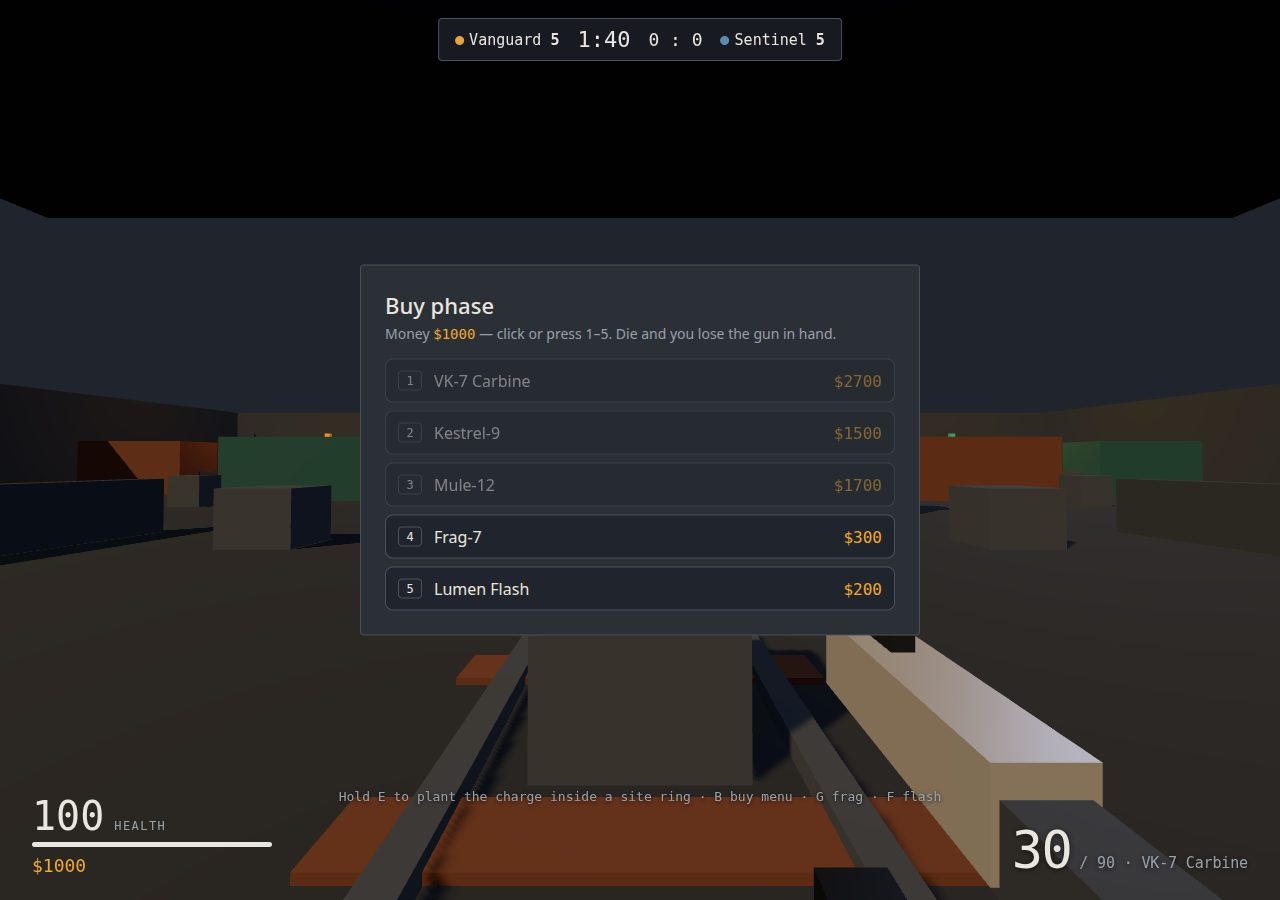 Vanguard 5 1:40 0 : 0 Sentinel 5
Buy phase
Money $1000 — click or press 1–5. Die and you lose the gun in hand.
1 VK-7 Carbine $2700
2 Kestrel-9 $1500
3 Mule-12 $1700
4 Frag-7 $300
5 Lumen Flash $200
Hold E to plant the charge inside a site ring · B buy menu · G frag · F flash
100 HEALTH
$1000
30 / 90 · VK-7 Carbine